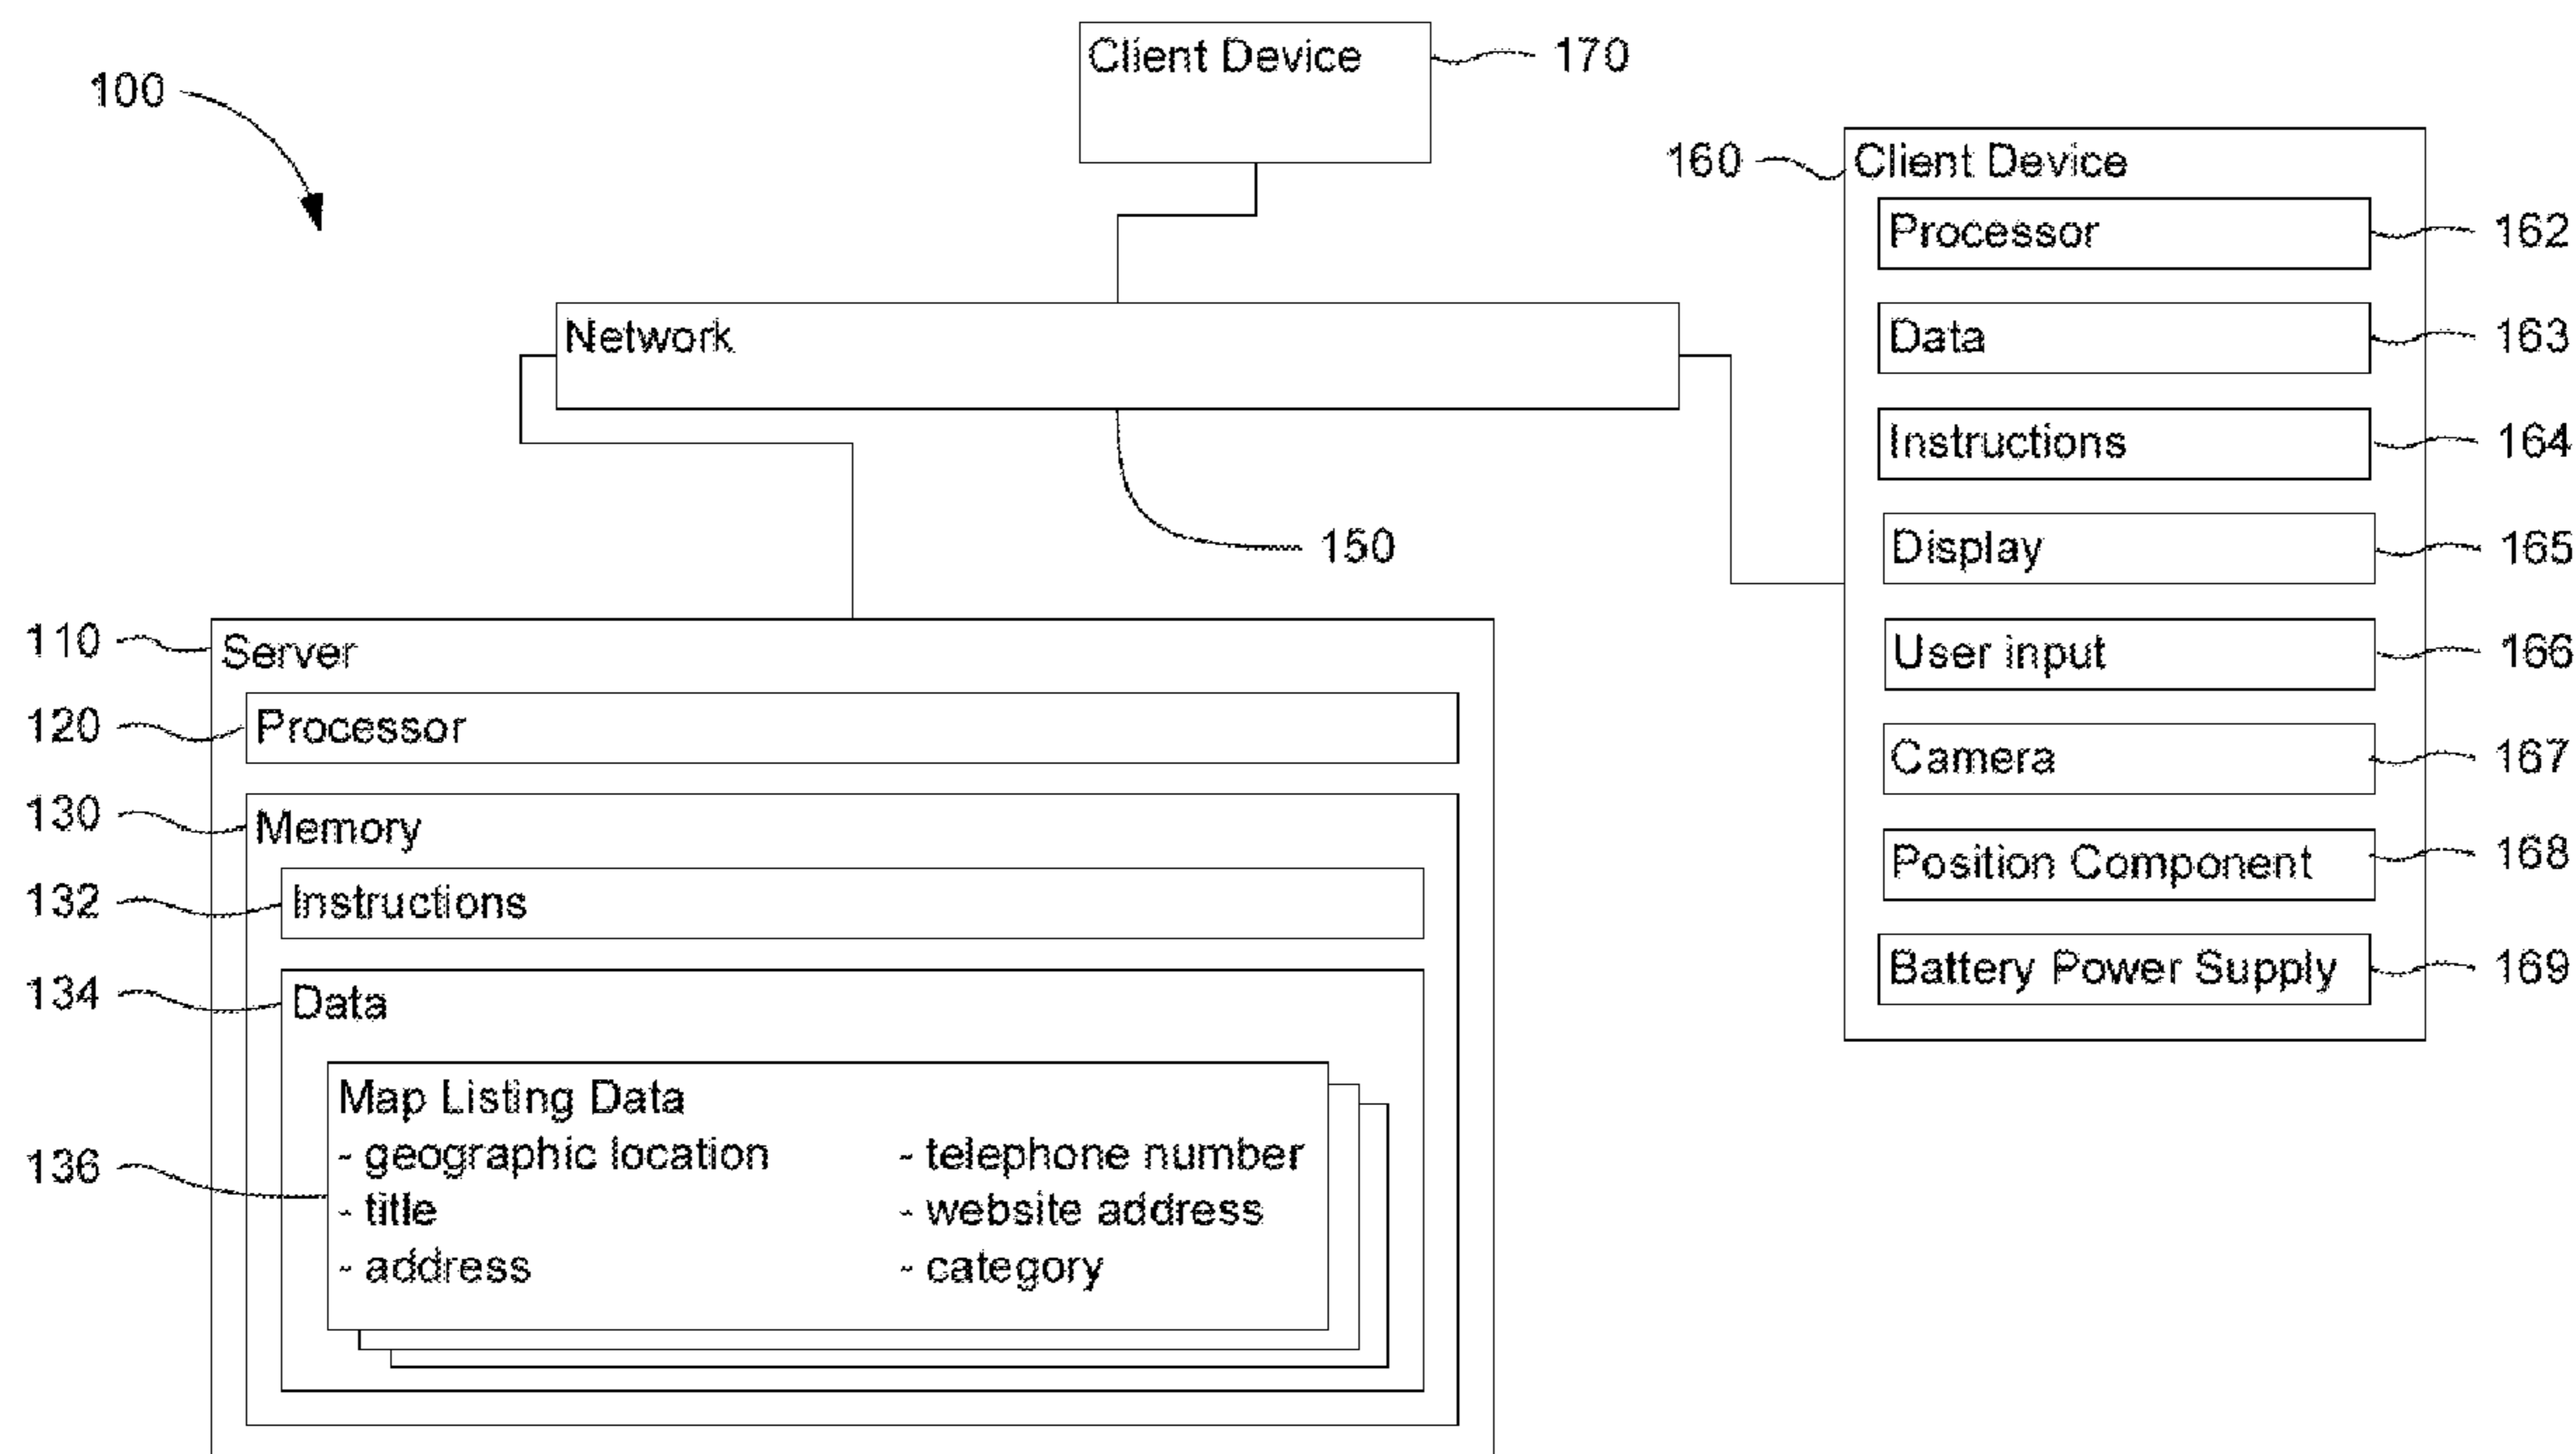 Client Device
170
100
160
Client Device
Processor
162
Network
Data
163
Instructions
164
150
Display
165
110
Server
User input
166
120
Processor
Camera
167
130
Memory
Position Component
168
132
Instructions
Battery Power Supply
169
134
Data
Map Listing Data
136
- geographic location
- telephone number
- title
- website address
- address
- category